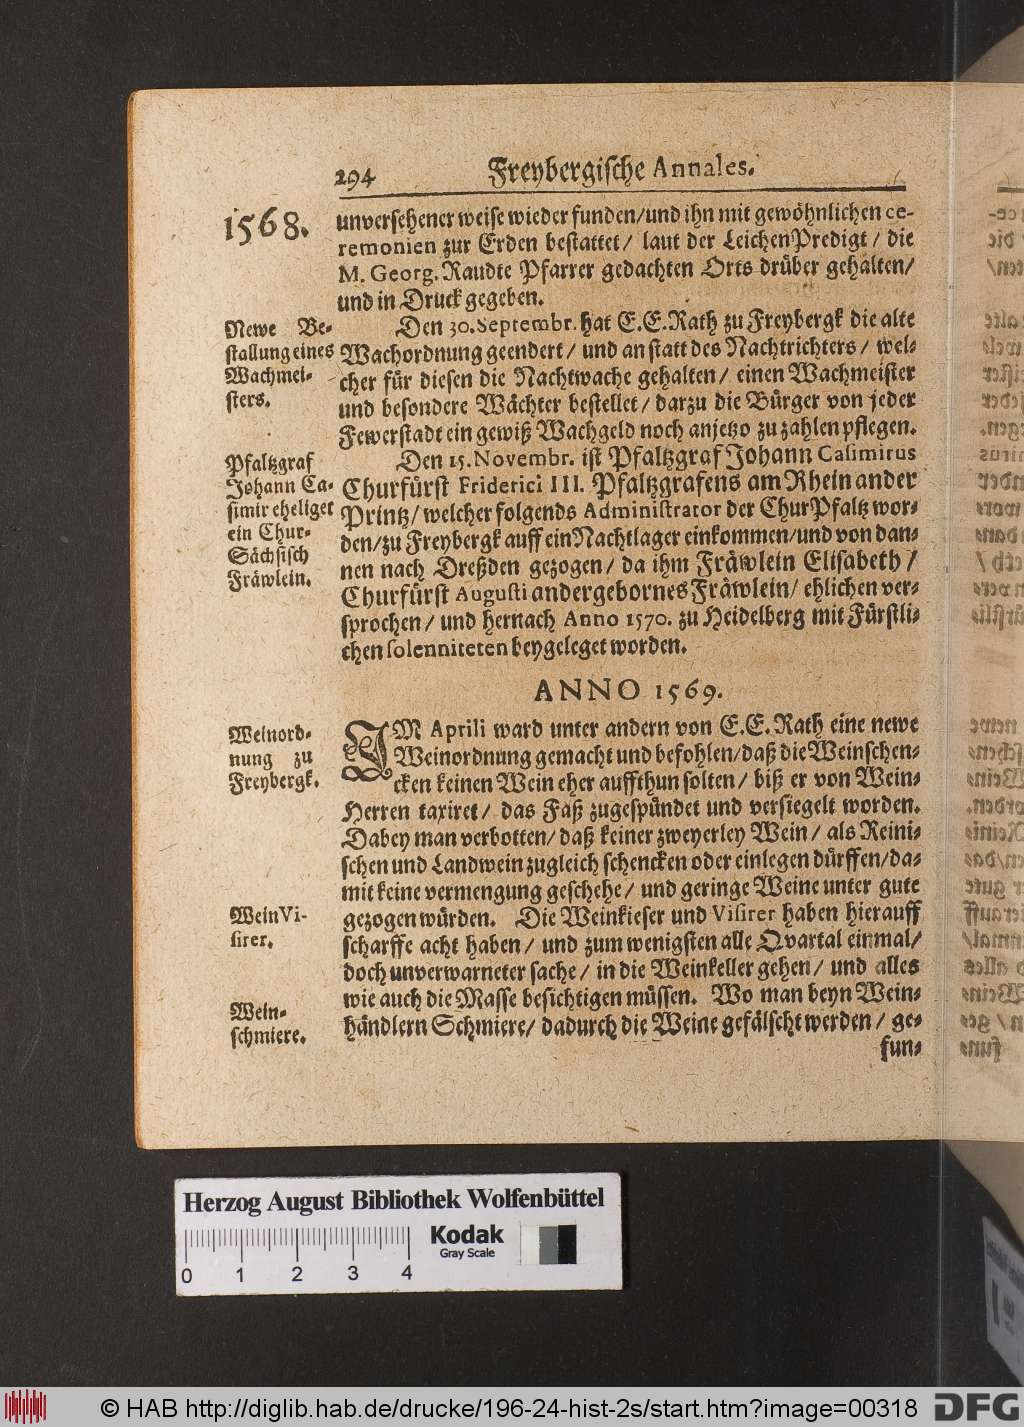 294 Freybergische Annales.
1568.
unversehener weise wieder funden/und ihn mit gewöhnlichen ce-
remonien zur Erden bestattet/ laut der LeichenPredigt/ die
M. Georg. Raudte Pfarrer gedachten Orts drüber gehalten/
und in Druck gegeben.
Newe Be-
stallung eines
Wachmei-
sters.
Den 30. Septembr. hat E. E. Rath zu Freybergk die alte
Wachordnung geendert/ und an statt des Nachtrichters/ wel-
cher für diesen die Nachtwache gehalten/ einen Wachmeister
und besondere Wächter bestellet/ darzu die Bürger von jeder
Fewerstadt ein gewiß Wachgeld noch anjetzo zu zahlen pflegen.
Pfaltzgraf
Johann Ca-
simir eheliget
ein Chur-
Sächsisch
Fräwlein.
Den 15. Novembr. ist Pfaltzgraf Johann Casimirus
Churfürst Friderici III. Pfaltzgrafens am Rhein ander
Printz/ welcher folgends Administrator der ChurPfaltz wor-
den/ zu Freybergk auff ein Nachtlager einkommen/und von dan-
nen nach Dreßden gezogen/ da ihm Fräwlein Elisabeth/
Churfürst Augusti andergebornes Fräwlein/ ehlichen ver-
sprochen/ und hernach Anno 1570. zu Heidelberg mit Fürstli-
chen solenniteten beygeleget worden.
ANNO 1569.
Weinord-
nung zu
Freybergk.
IM Aprili ward unter andern von E. E. Rath eine newe
Weinordnung gemacht und befohlen/daß die Weinschen-
cken keinen Wein eher auffthun solten/ biß er von Wein-
Herren taxiret/ das Faß zugespündet und versiegelt worden.
Dabey man verbotten/ daß keiner zweyerley Wein/ als Reini-
schen und Landwein zugleich schencken oder einlegen dürffen/da-
mit keine vermengung geschehe/ und geringe Weine unter gute
gezogen würden. Die Weinkieser und Visirer haben hierauff
scharffe acht haben/ und zum wenigsten alle Qvartal einmal/
doch unverwarneter sache/ in die Weinkeller gehen/ und alles
wie auch die Masse besichtigen müssen. Wo man beyn Wein-
händlern Schmiere/ dadurch die Weine gefälscht werden/ ge-
fun-
WeinVi-
sirer.
Wein-
schmiere.
Herzog August Bibliothek Wolfenbüttel
Kodak
Gray Scale
0 1 2 3 4
© HAB http://diglib.hab.de/drucke/196-24-hist-2s/start.htm?image=00318
DFG